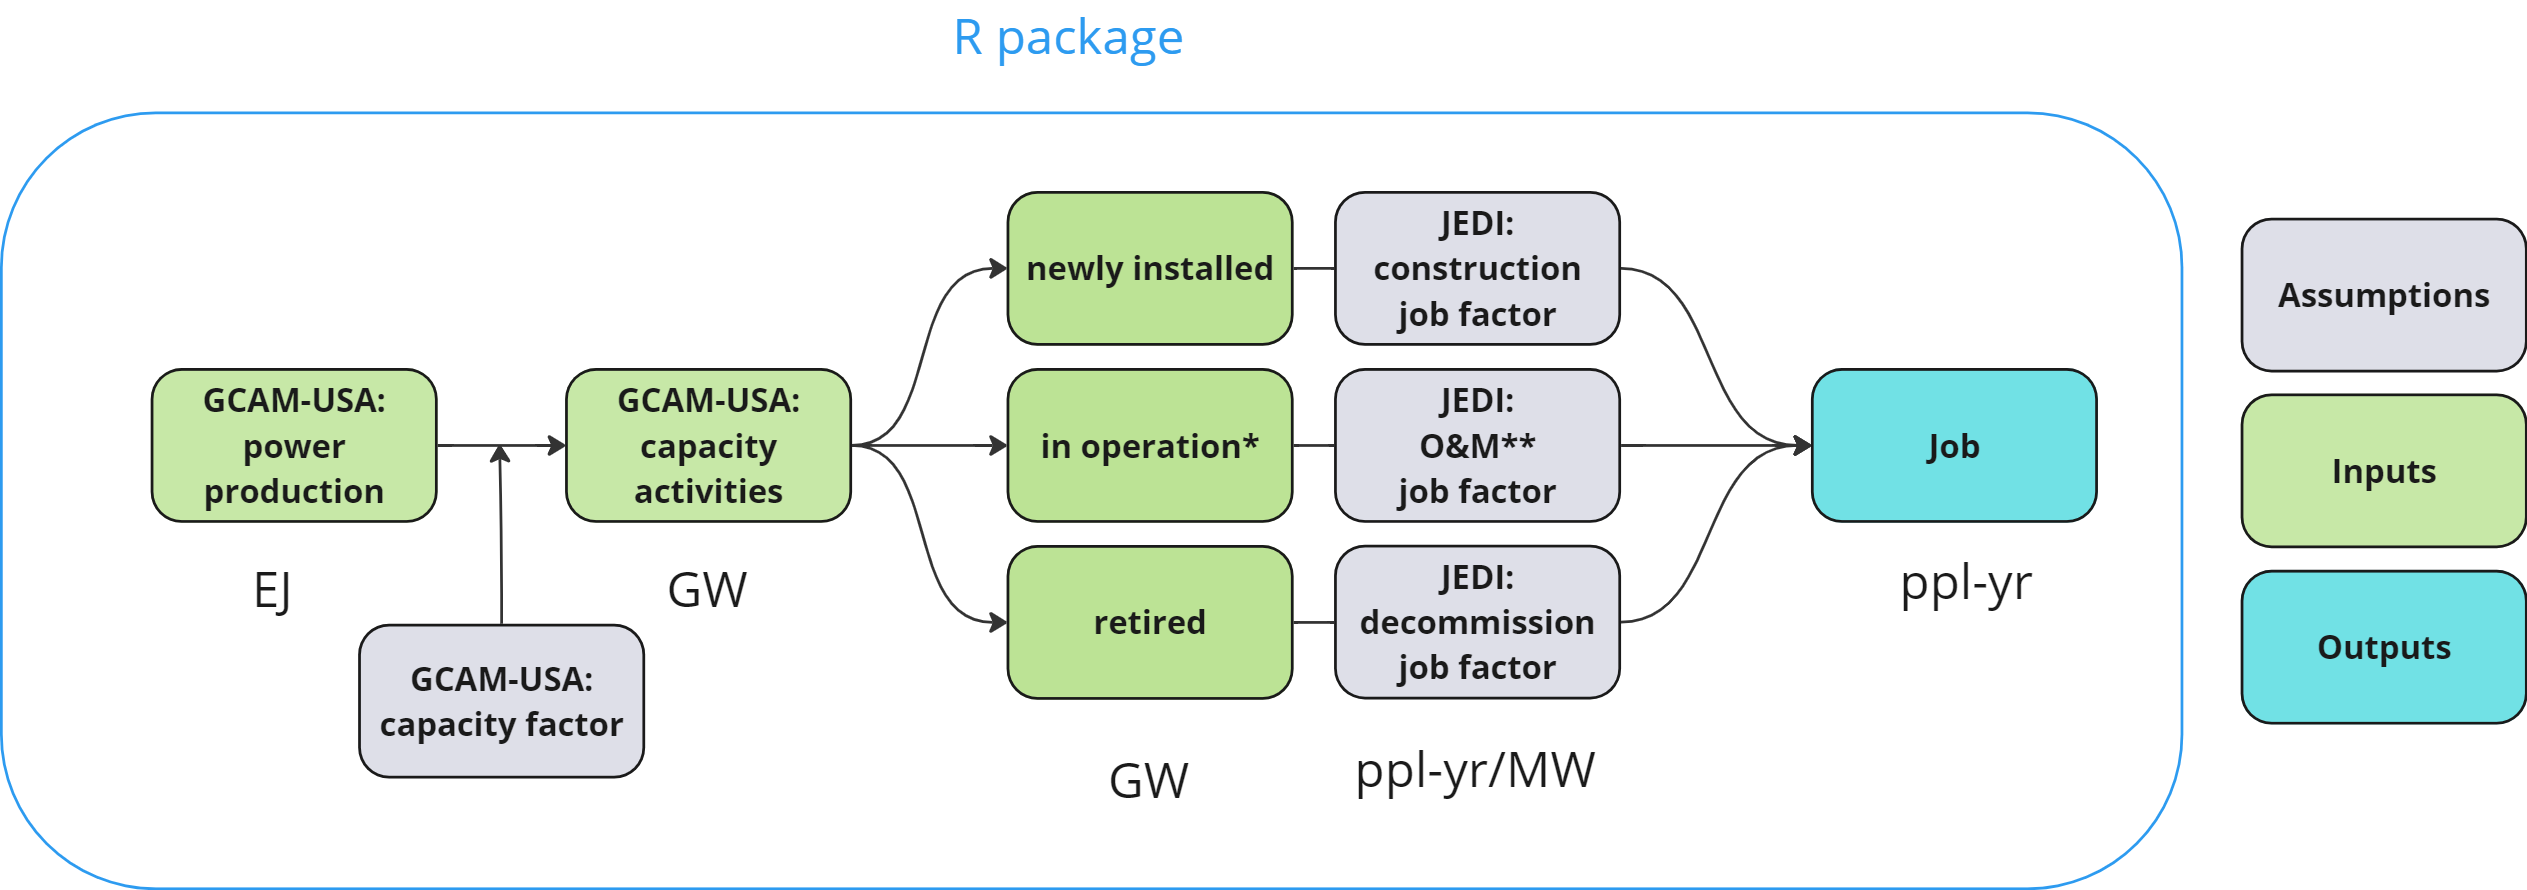 R package
GCAM-USA:
power
production
EJ
GCAM-USA:
capacity factor
GCAM-USA:
capacity
activities
GW
newly installed
in operation*
retired
GW
JEDI:
construction
job factor
JEDI:
O&M**
job factor
JEDI:
decommission
job factor
ppl-yr/MW
Job
ppl-yr
Assumptions
Inputs
Outputs